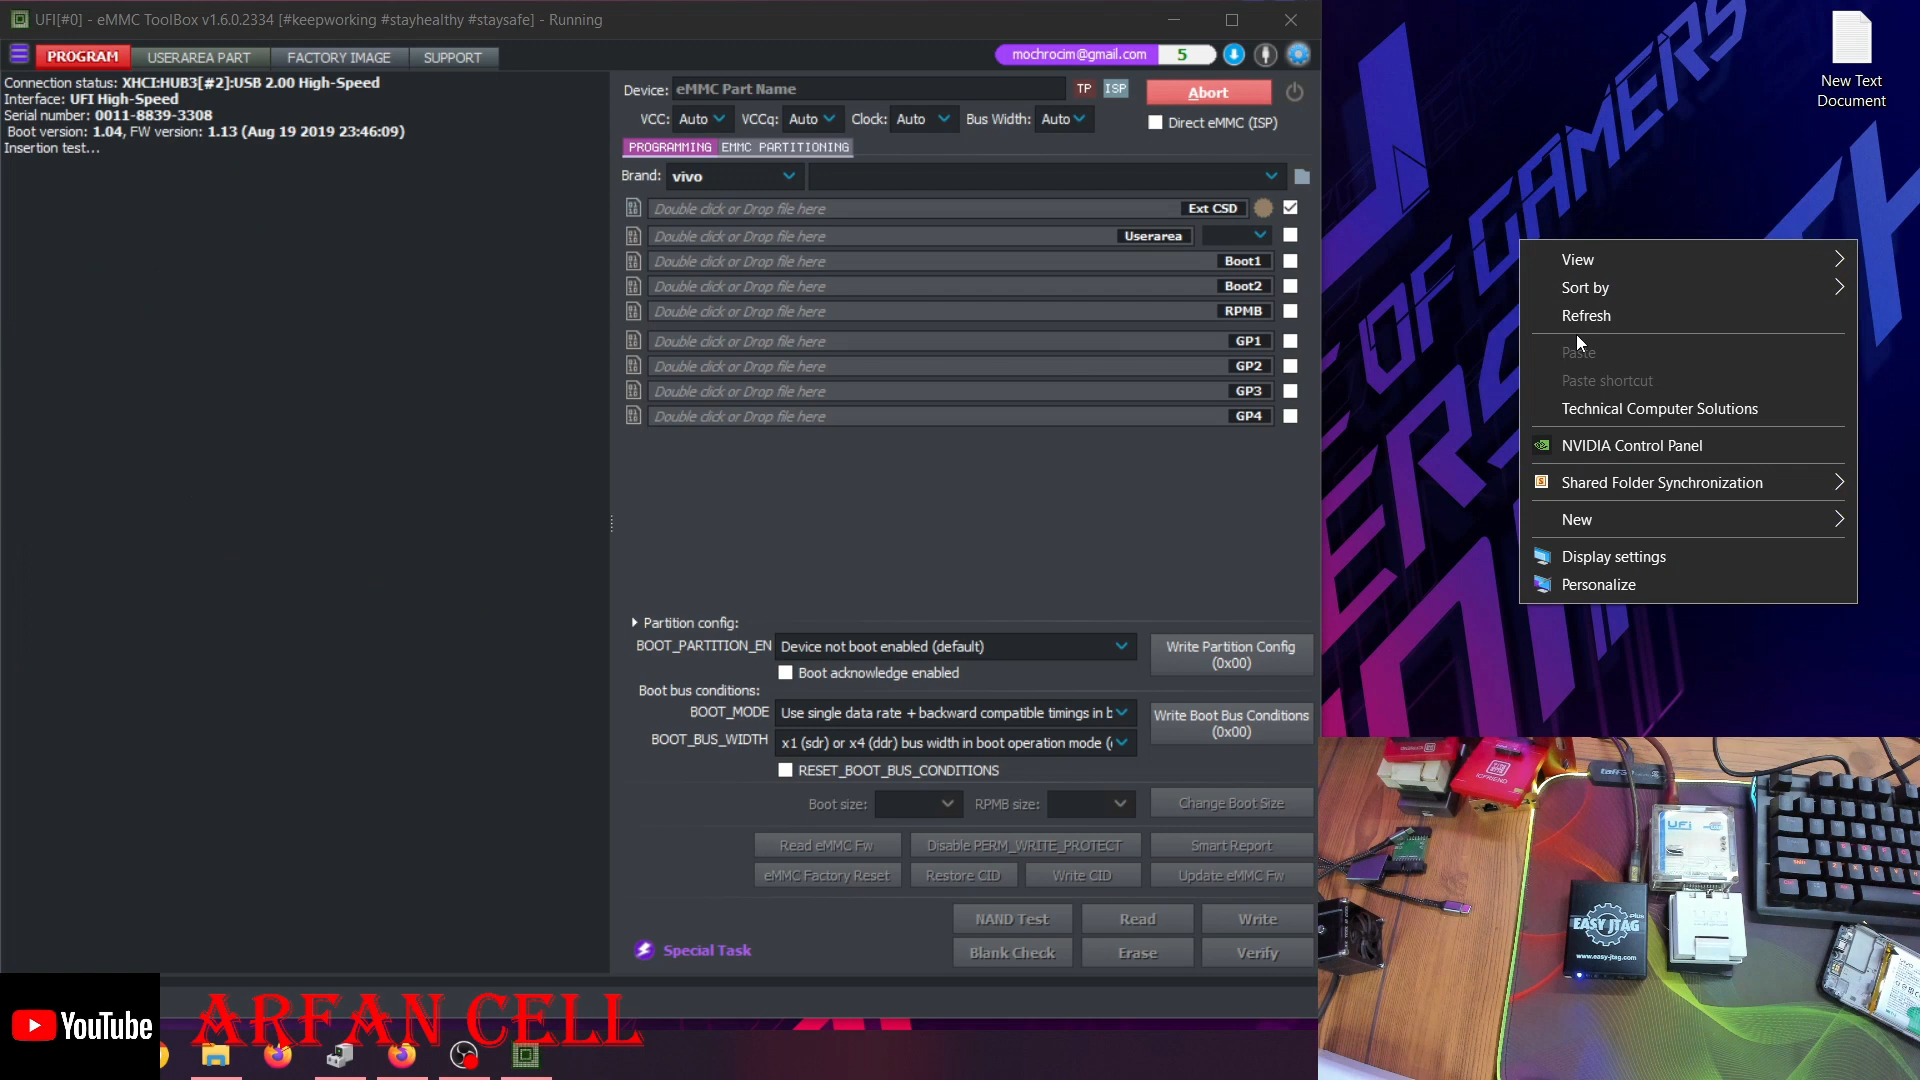 UFI[#0] - eMMC ToolBox v1.6.0.2334 [#keepworking #stayhealthy #staysafe] - Running
PROGRAM USERAREA PART FACTORY IMAGE SUPPORT
mochrocim@gmail.com 5
Connection status: XHCI:HUB3[#2]:USB 2.00 High-Speed
Interface: UFI High-Speed
Serial number: 0011-8839-3308
Boot version: 1.04, FW version: 1.13 (Aug 19 2019 23:46:09)
Insertion test...
Device: eMMC Part Name TP ISP Abort
VCC: Auto VCCq: Auto Clock: Auto Bus Width: Auto Direct eMMC (ISP)
PROGRAMMING EMMC PARTITIONING
Brand: vivo
Double click or Drop file here Ext CSD
Double click or Drop file here Userarea
Double click or Drop file here Boot1
Double click or Drop file here Boot2
Double click or Drop file here RPMB
Double click or Drop file here GP1
Double click or Drop file here GP2
Double click or Drop file here GP3
Double click or Drop file here GP4
Partition config:
BOOT_PARTITION_EN Device not boot enabled (default)
Write Partition Config
(0x00)
Boot acknowledge enabled
Boot bus conditions:
BOOT_MODE Use single data rate + backward compatible timings in b
Write Boot Bus Conditions
(0x00)
BOOT_BUS_WIDTH x1 (sdr) or x4 (ddr) bus width in boot operation mode (
RESET_BOOT_BUS_CONDITIONS
Boot size: RPMB size: Change Boot Size
Read eMMC Fw Disable PERM_WRITE_PROTECT Smart Report
eMMC Factory Reset Restore CID Write CID Update eMMC Fw
NAND Test Read Write
Special Task
Blank Check Erase Verify
New Text
Document
OF GAMERS
View
Sort by
Refresh
Paste
Paste shortcut
Technical Computer Solutions
NVIDIA Control Panel
Shared Folder Synchronization
New
Display settings
Personalize
YouTube
ARFAN CELL
ICFRIEND
UFi
EASY JTAG
plus
www.easy-jtag.com